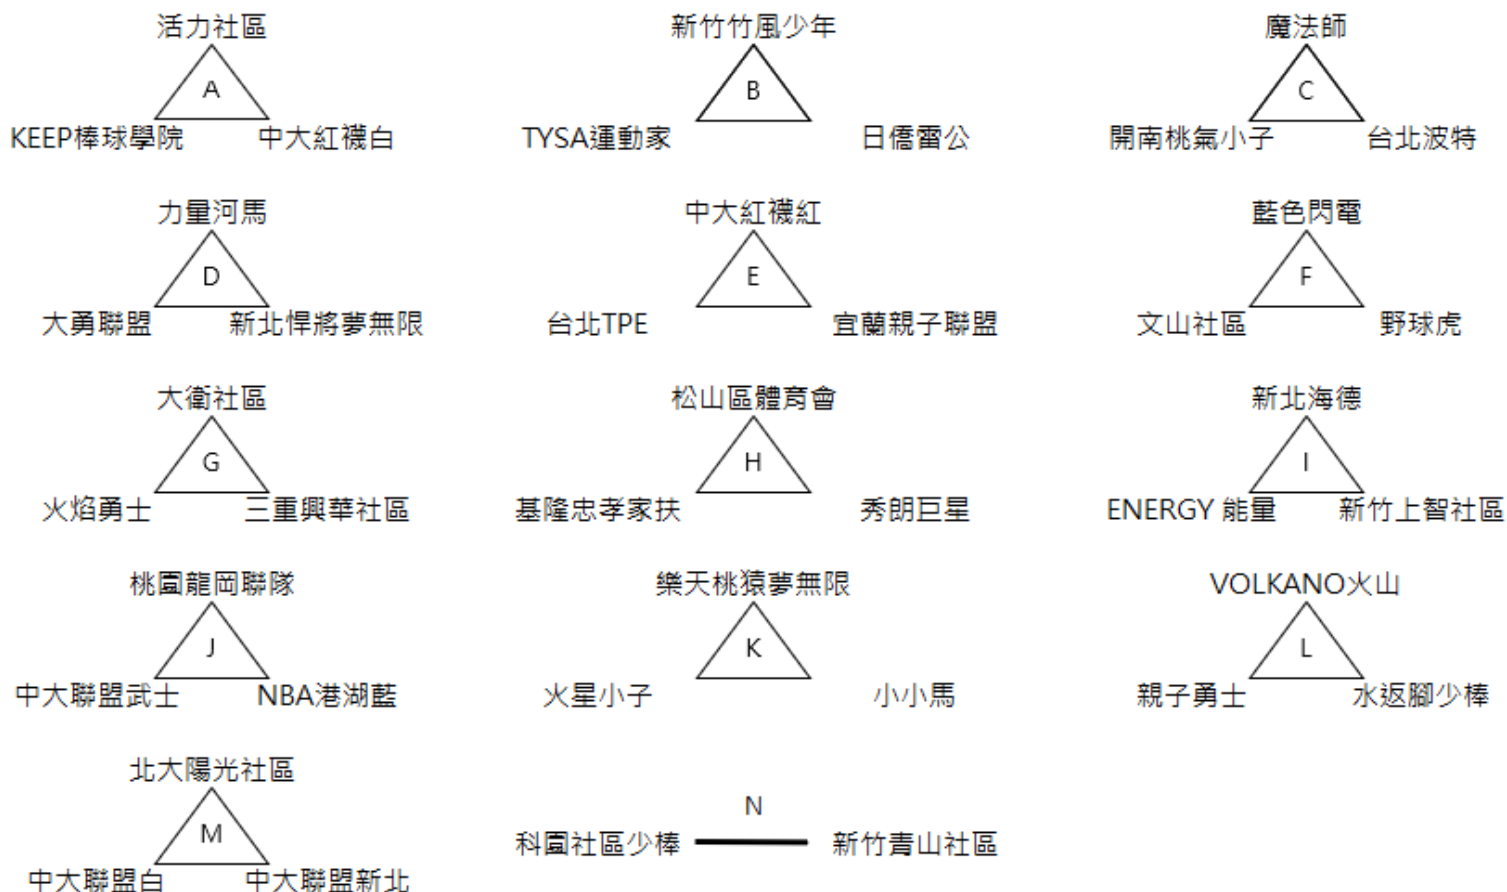 活力社區
A
KEEP棒球學院
中大紅襪白
新竹竹風少年
B
TYSA運動家
日僑雷公
魔法師
C
開南桃氣小子
台北波特
力量河馬
D
大勇聯盟
新北悍將夢無限
中大紅襪紅
E
台北TPE
宜蘭親子聯盟
藍色閃電
F
文山社區
野球虎
大衛社區
G
火焰勇士
三重興華社區
松山區體育會
H
基隆忠孝家扶
秀朗巨星
新北海德
I
ENERGY 能量
新竹上智社區
桃園龍岡聯隊
J
中大聯盟武士
NBA港湖藍
樂天桃猿夢無限
K
火星小子
小小馬
VOLKANO火山
L
親子勇士
水返腳少棒
北大陽光社區
M
中大聯盟白
中大聯盟新北
N
科園社區少棒
新竹青山社區